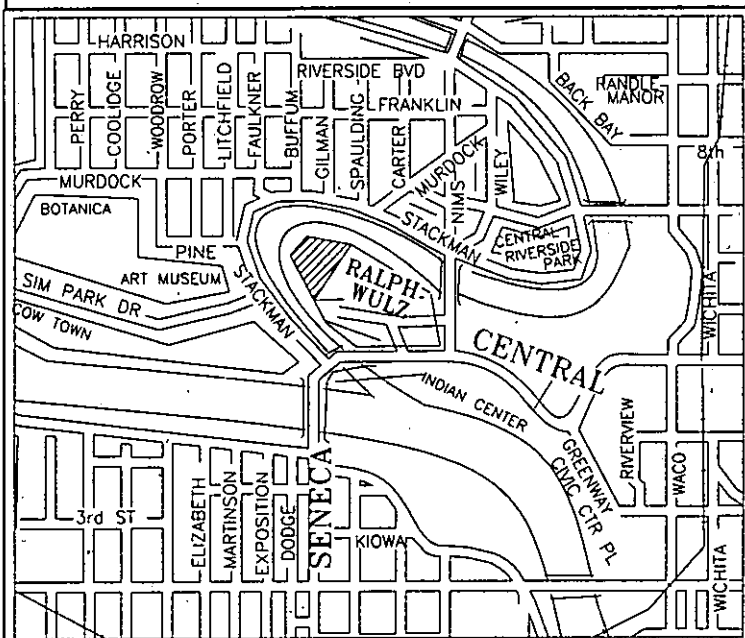 HARRISON
RIVERSIDE BVD
FRANKLIN
PERRY
COOLIDGE
WOODROW
PORTER
LITCHFIELD
FAULKNER
BUFFUM
GILMAN
SPAULDING
CARTER
MURDOCK
NIMS
WILEY
BACK BAY
RANDLE
MANOR
8th
MURDOCK
BOTANICA
PINE
ART MUSEUM
SIM PARK DR
COW TOWN
STACKMAN
STACKMAN
CENTRAL
RIVERSIDE
PARK
RALPH-
WULZ
WICHITA
CENTRAL
INDIAN CENTER
GREENWAY
CIVIC CTR PL
RIVERVIEW
WACO
3rd ST
ELIZABETH
MARTINSON
EXPOSITION
DODGE
SENECA
KIOWA
WICHITA